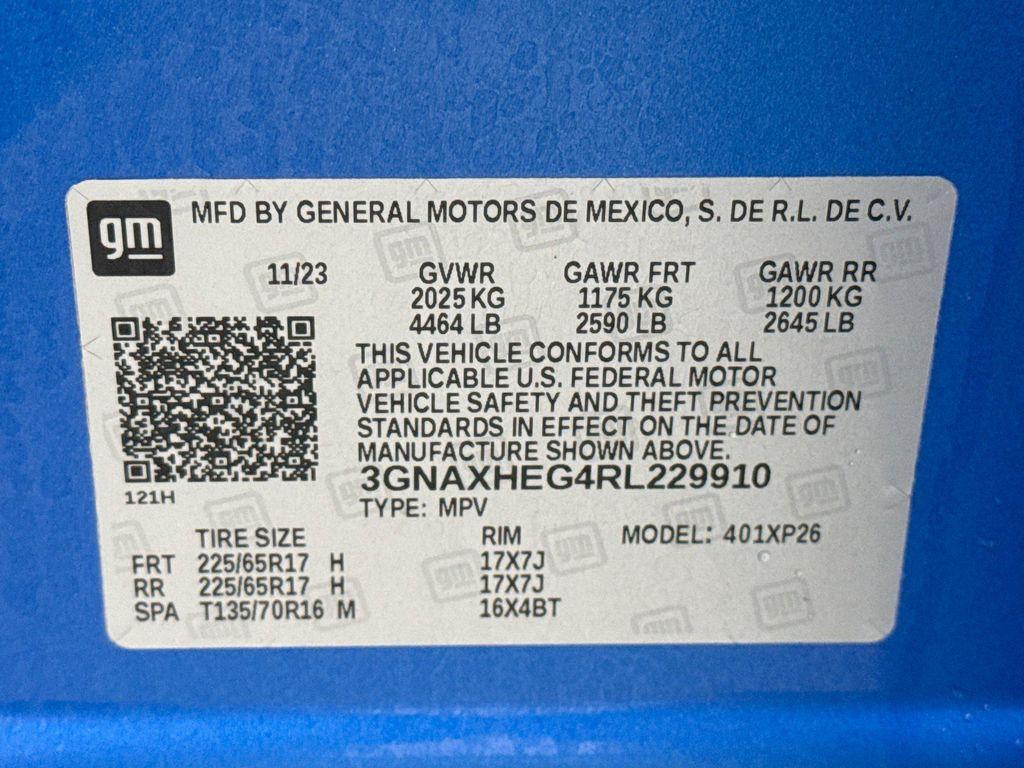 gm
MFD BY GENERAL MOTORS DE MEXICO, S. DE R.L. DE C.V.
11/23 GVWR GAWR FRT GAWR RR
2025 KG 1175 KG 1200 KG
4464 LB 2590 LB 2645 LB
THIS VEHICLE CONFORMS TO ALL
APPLICABLE U.S. FEDERAL MOTOR
VEHICLE SAFETY AND THEFT PREVENTION
STANDARDS IN EFFECT ON THE DATE OF
MANUFACTURE SHOWN ABOVE.
3GNAXHEG4RL229910
121H
TYPE: MPV
TIRE SIZE RIM MODEL: 401XP26
FRT 225/65R17 H 17X7J
RR 225/65R17 H 17X7J
SPA T135/70R16 M 16X4BT